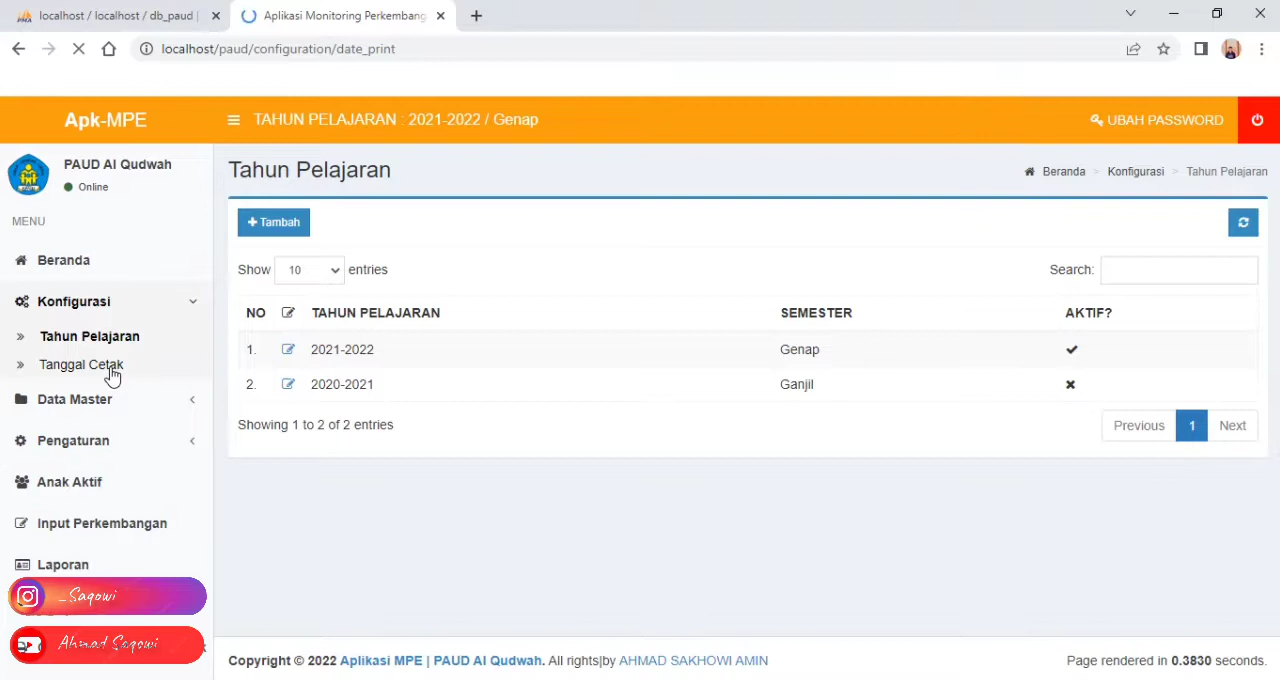 localhost / localhost / db_paud |
Aplikasi Monitoring Perkembang
localhost/paud/configuration/date_print
Apk-MPE
TAHUN PELAJARAN : 2021-2022 / Genap
UBAH PASSWORD
PAUD Al Qudwah
Online
Tahun Pelajaran
Beranda > Konfigurasi > Tahun Pelajaran
MENU
Beranda
Konfigurasi
Tahun Pelajaran
Tanggal Cetak
Data Master
Pengaturan
Anak Aktif
Input Perkembangan
Laporan
_Saqowi
Ahmad Saqowi
Tambah
Show 10 entries
Search:
NO TAHUN PELAJARAN SEMESTER AKTIF?
1. 2021-2022 Genap
2. 2020-2021 Ganjil
Showing 1 to 2 of 2 entries
Previous 1 Next
Copyright © 2022 Aplikasi MPE | PAUD Al Qudwah. All rights|by AHMAD SAKHOWI AMIN
Page rendered in 0.3830 seconds.